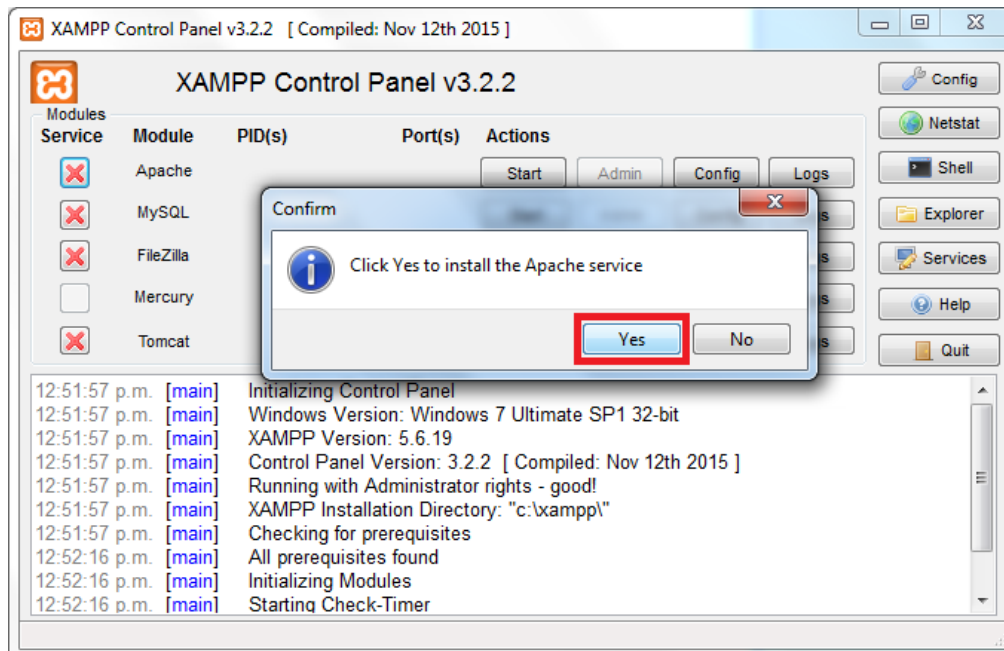 XAMPP Control Panel v3.2.2 [ Compiled: Nov 12th 2015 ]
XAMPP Control Panel v3.2.2
Config
Netstat
Shell
Explorer
Services
Help
Quit
Modules
Service Module PID(s) Port(s) Actions
Apache Start Admin Config Logs
MySQL
FileZilla
Mercury
Tomcat
Confirm
Click Yes to install the Apache service
Yes No
12:51:57 p.m. [main] Initializing Control Panel
12:51:57 p.m. [main] Windows Version: Windows 7 Ultimate SP1 32-bit
12:51:57 p.m. [main] XAMPP Version: 5.6.19
12:51:57 p.m. [main] Control Panel Version: 3.2.2 [ Compiled: Nov 12th 2015 ]
12:51:57 p.m. [main] Running with Administrator rights - good!
12:51:57 p.m. [main] XAMPP Installation Directory: "c:\xampp\"
12:51:57 p.m. [main] Checking for prerequisites
12:52:16 p.m. [main] All prerequisites found
12:52:16 p.m. [main] Initializing Modules
12:52:16 p.m. [main] Starting Check-Timer